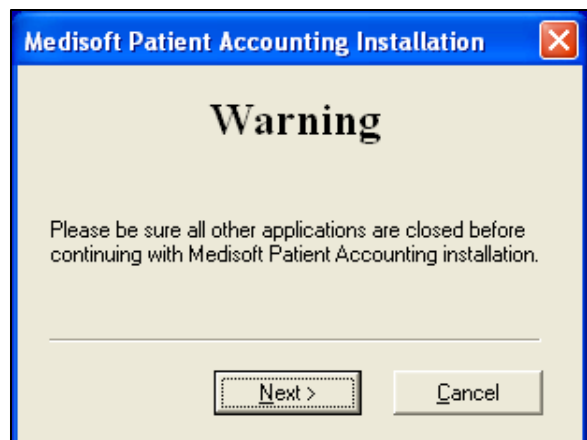 Medisoft Patient Accounting Installation
Warning
Please be sure all other applications are closed before
continuing with Medisoft Patient Accounting installation.
Next >
Cancel